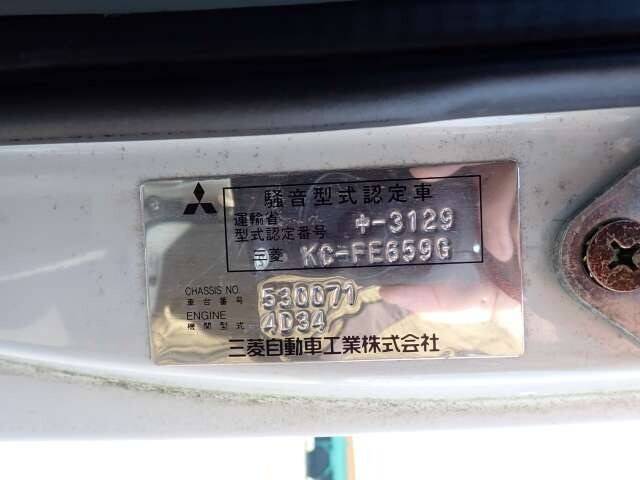 騒音型式認定車
運輸省
型式認定番号 ナ-3129
三菱 KC-FE659G
CHASSIS NO.
車台番号 530071
ENGINE
機関型式 4D34
三菱自動車工業株式会社